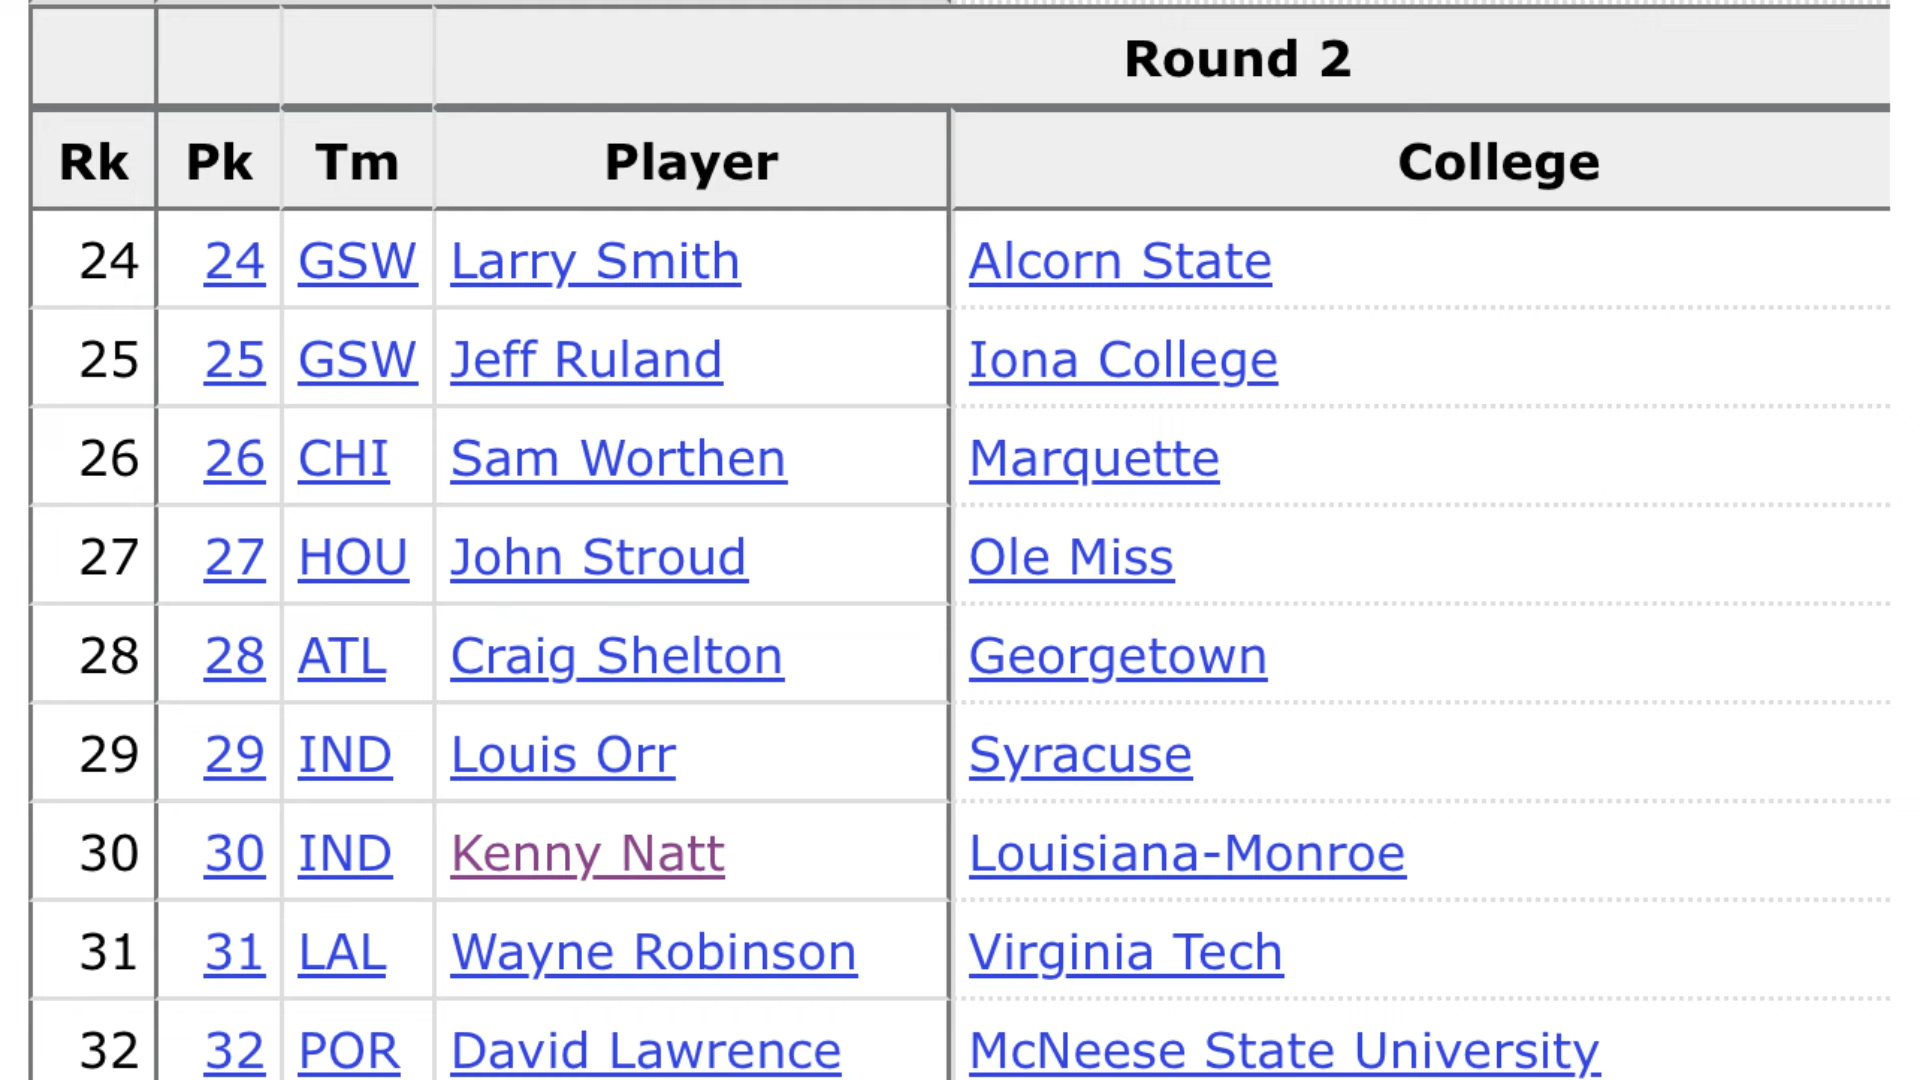 Round 2
Rk Pk Tm Player College
24 24 GSW Larry Smith Alcorn State
25 25 GSW Jeff Ruland Iona College
26 26 CHI Sam Worthen Marquette
27 27 HOU John Stroud Ole Miss
28 28 ATL Craig Shelton Georgetown
29 29 IND Louis Orr Syracuse
30 30 IND Kenny Natt Louisiana-Monroe
31 31 LAL Wayne Robinson Virginia Tech
32 32 POR David Lawrence McNeese State University